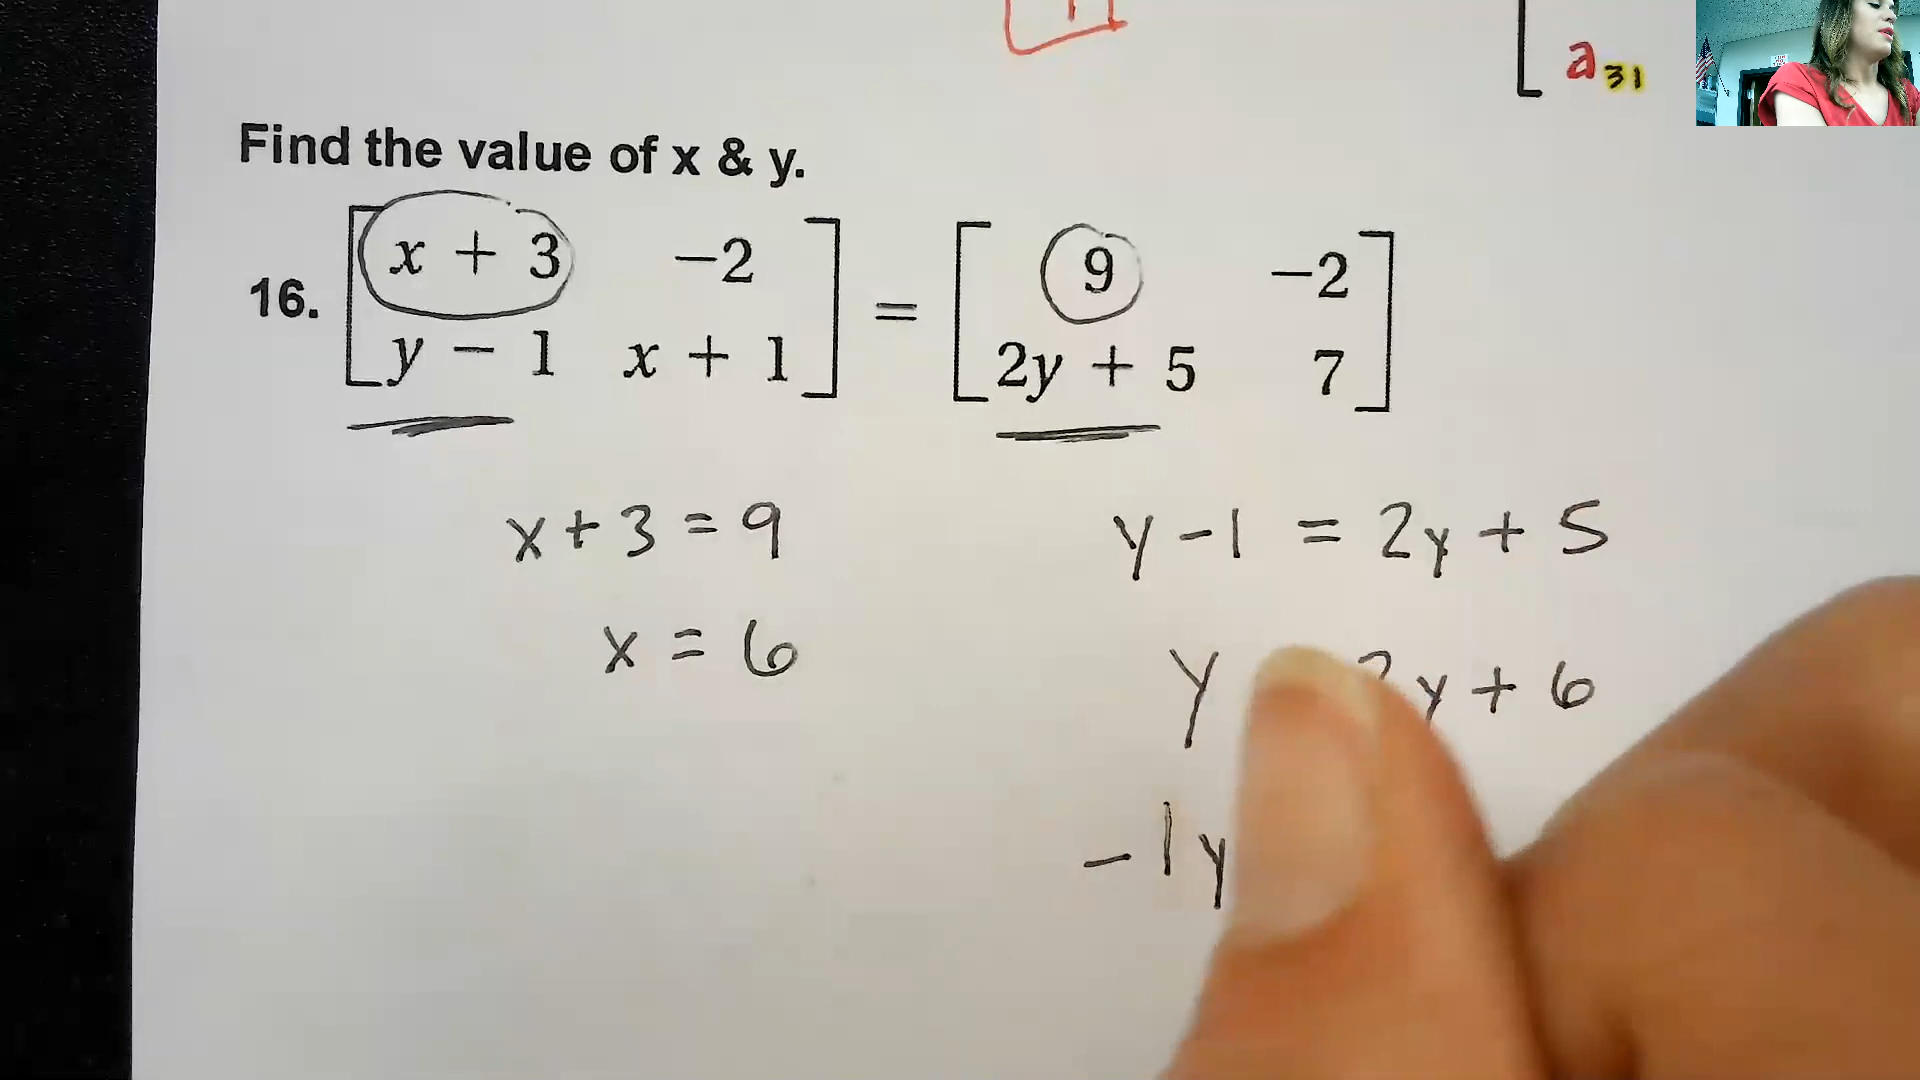 a31
Find the value of x & y.
16. [x + 3 −2 = [9 −2
y − 1 x + 1] 2y + 5 7]
x + 3 = 9 y - 1 = 2y + 5
x = 6 y 2y + 6
-1y